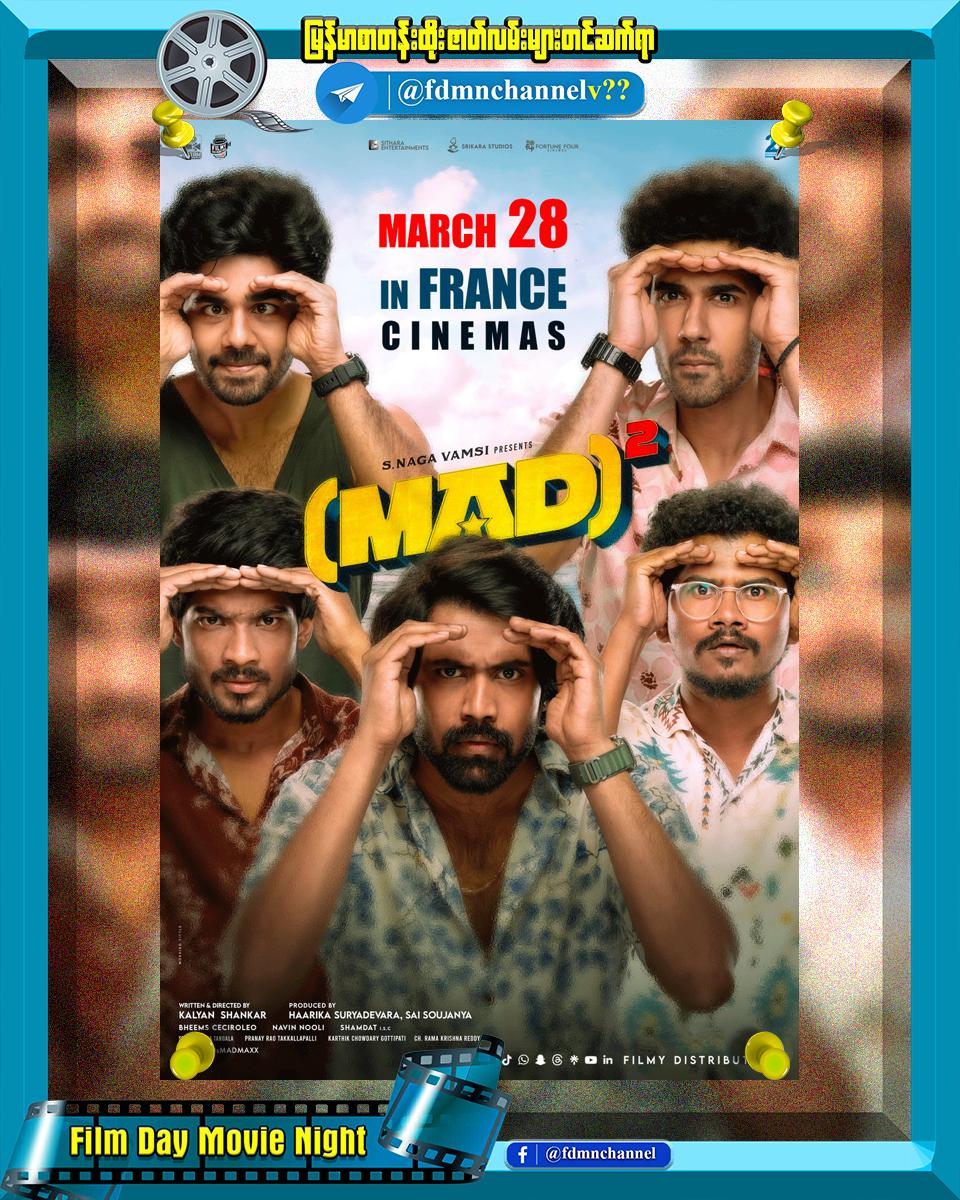 မြန်မာစာတန်းထိုးဇာတ်လမ်းများတင်ဆက်ရာ
@fdmnchannelv??
SITHARA ENTERTAINMENTS
SRIKARA STUDIOS
FORTUNE FOUR CINEMAS
MARCH 28
IN FRANCE
CINEMAS
S.NAGA VAMSI PRESENTS
(MAD)²
WRITTEN & DIRECTED BY
KALYAN SHANKAR
PRODUCED BY
HAARIKA SURYADEVARA, SAI SOUJANYA
BHEEMS CECIROLEO NAVIN NOOLI SHAMDAT I.S.C
PRANAY RAO TAKKALLAPALLI KARTHIK CHOWDARY GOTTIPATI CH. RAMA KRISHNA REDDY
MADMAXX
FILMY DISTRIBUT
Film Day Movie Night
@fdmnchannel